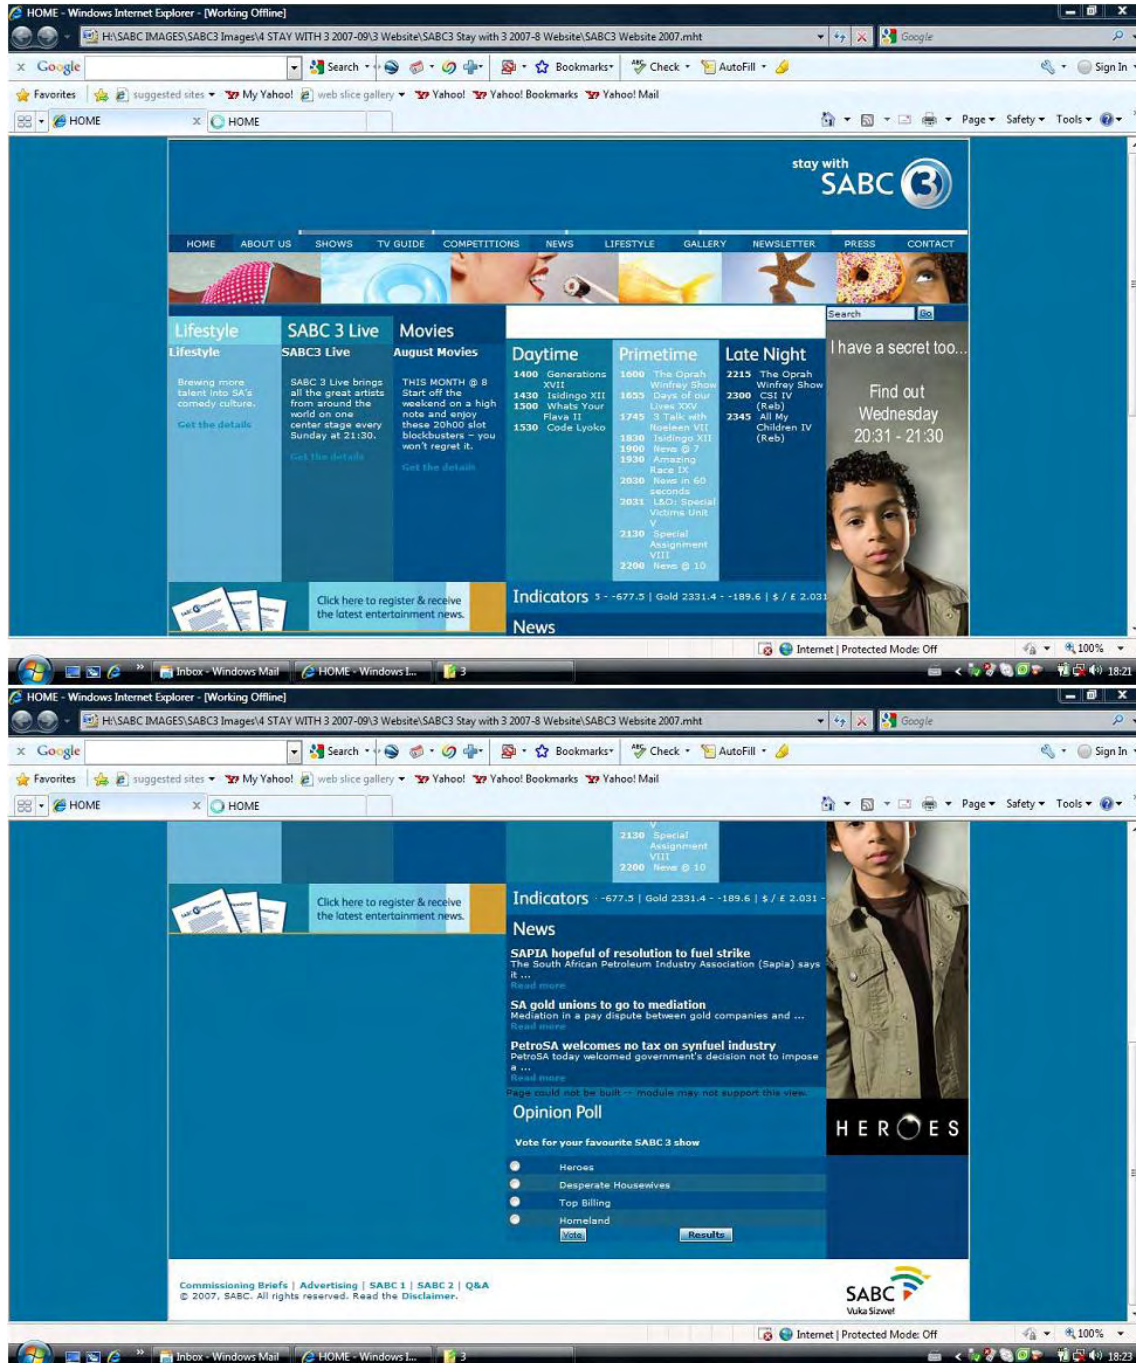 HOME - Windows Internet Explorer - [Working Offline]
H:\SABC IMAGES\SABC3 Images\4 STAY WITH 3 2007-09\3 Website\SABC3 Stay with 3 2007-8 Website\SABC3 Website 2007.mht
Google
x Google Search Bookmarks Check AutoFill Sign In
Favorites suggested sites My Yahoo! web slice gallery Yahoo! Yahoo! Bookmarks Yahoo! Mail
HOME x HOME Page Safety Tools
stay with
SABC 3
HOME ABOUT US SHOWS TV GUIDE COMPETITIONS NEWS LIFESTYLE GALLERY NEWSLETTER PRESS CONTACT
Search Go
Lifestyle
Lifestyle
Brewing more
talent into SA's
comedy culture.
Get the details
SABC 3 Live
SABC3 Live
SABC 3 Live brings
all the great artists
from around the
world on one
center stage every
Sunday at 21:30.
Get the details
Movies
August Movies
THIS MONTH @ 8
Start off the
weekend on a high
note and enjoy
these 20h00 slot
blockbusters – you
won't regret it.
Get the details
Daytime
1400 Generations
XVII
1430 Isidingo XII
1500 Whats Your
Flava II
1530 Code Lyoko
Primetime
1600 The Oprah
Winfrey Show
1655 Days of our
Lives XXV
1745 3 Talk with
Noeleen VII
1830 Isidingo XII
1900 News @ 7
1930 Amazing
Race IX
2030 News in 60
seconds
2031 L&O: Special
Victims Unit
V
2130 Special
Assignment
VIII
2200 News @ 10
Late Night
2215 The Oprah
Winfrey Show
2300 CSI IV
(Reb)
2345 All My
Children IV
(Reb)
I have a secret too...
Find out
Wednesday
20:31 - 21:30
Click here to register & receive
the latest entertainment news.
Indicators 5 - -677.5 | Gold 2331.4 - -189.6 | $ / £ 2.031
News
Internet | Protected Mode: Off 100%
Inbox - Windows Mail HOME - Windows I... 3 18:21
HOME - Windows Internet Explorer - [Working Offline]
H:\SABC IMAGES\SABC3 Images\4 STAY WITH 3 2007-09\3 Website\SABC3 Stay with 3 2007-8 Website\SABC3 Website 2007.mht
Google
x Google Search Bookmarks Check AutoFill Sign In
Favorites suggested sites My Yahoo! web slice gallery Yahoo! Yahoo! Bookmarks Yahoo! Mail
HOME x HOME Page Safety Tools
V
2130 Special
Assignment
VIII
2200 News @ 10
Click here to register & receive
the latest entertainment news.
Indicators - -677.5 | Gold 2331.4 - -189.6 | $ / £ 2.031 -
News
SAPIA hopeful of resolution to fuel strike
The South African Petroleum Industry Association (Sapia) says
it ...
Read more
SA gold unions to go to mediation
Mediation in a pay dispute between gold companies and ...
Read more
PetroSA welcomes no tax on synfuel industry
PetroSA today welcomed government's decision not to impose
a ...
Read more
Page could not be built -- module may not support this view.
Opinion Poll
Vote for your favourite SABC 3 show
Heroes
Desperate Housewives
Top Billing
Homeland
Vote Results
HEROES
Commissioning Briefs | Advertising | SABC 1 | SABC 2 | Q&A
© 2007, SABC. All rights reserved. Read the Disclaimer.
SABC
Vuka Sizwe!
Internet | Protected Mode: Off 100%
Inbox - Windows Mail HOME - Windows I... 3 18:23